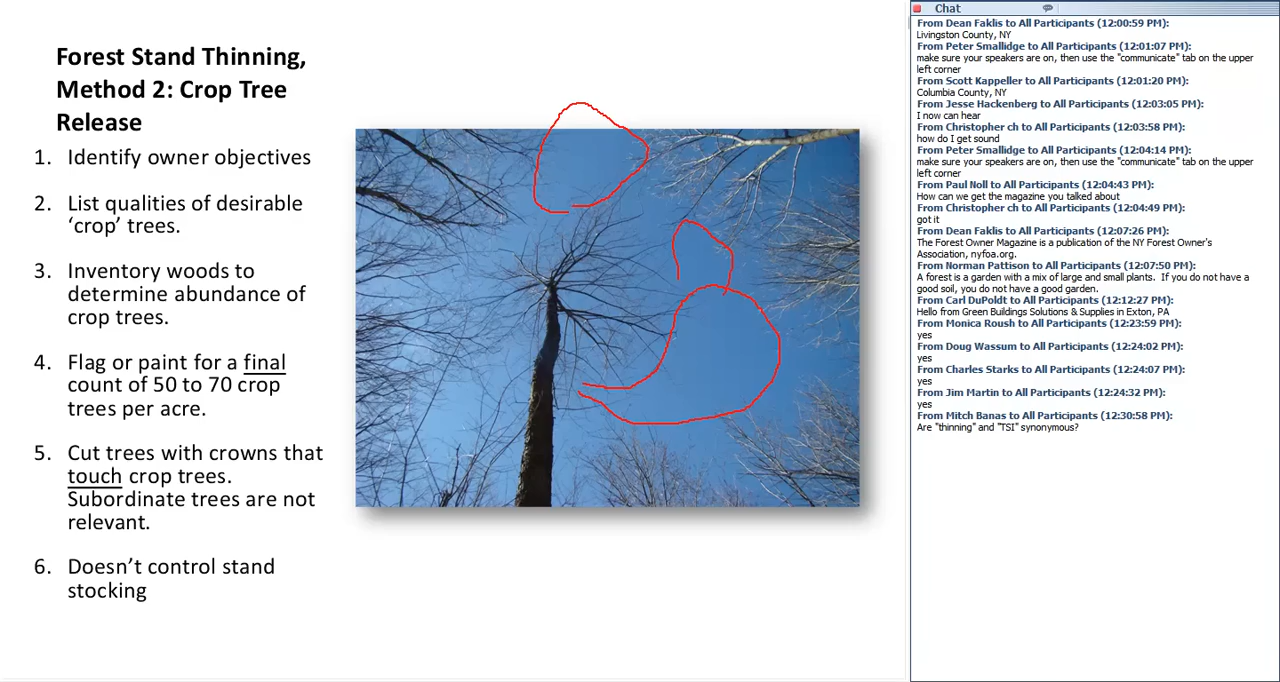 Forest Stand Thinning,
Method 2: Crop Tree
Release
1. Identify owner objectives
2. List qualities of desirable
‘crop’ trees.
3. Inventory woods to
determine abundance of
crop trees.
4. Flag or paint for a final
count of 50 to 70 crop
trees per acre.
5. Cut trees with crowns that
touch crop trees.
Subordinate trees are not
relevant.
6. Doesn’t control stand
stocking
Chat
From Dean Faklis to All Participants (12:00:59 PM):
Livingston County, NY
From Peter Smallidge to All Participants (12:01:07 PM):
make sure your speakers are on, then use the "communicate" tab on the upper
left corner
From Scott Kappeller to All Participants (12:01:20 PM):
Columbia County, NY
From Jesse Hackenberg to All Participants (12:03:05 PM):
I now can hear
From Christopher ch to All Participants (12:03:58 PM):
how do I get sound
From Peter Smallidge to All Participants (12:04:14 PM):
make sure your speakers are on, then use the "communicate" tab on the upper
left corner
From Paul Noll to All Participants (12:04:43 PM):
How can we get the magazine you talked about
From Christopher ch to All Participants (12:04:49 PM):
got it
From Dean Faklis to All Participants (12:07:26 PM):
The Forest Owner Magazine is a publication of the NY Forest Owner's
Association, nyfoa.org.
From Norman Pattison to All Participants (12:07:50 PM):
A forest is a garden with a mix of large and small plants. If you do not have a
good soil, you do not have a good garden.
From Carl DuPoldt to All Participants (12:12:27 PM):
Hello from Green Buildings Solutions & Supplies in Exton, PA
From Monica Roush to All Participants (12:23:59 PM):
yes
From Doug Wassum to All Participants (12:24:02 PM):
yes
From Charles Starks to All Participants (12:24:07 PM):
yes
From Jim Martin to All Participants (12:24:32 PM):
yes
From Mitch Banas to All Participants (12:30:58 PM):
Are "thinning" and "TSI" synonymous?